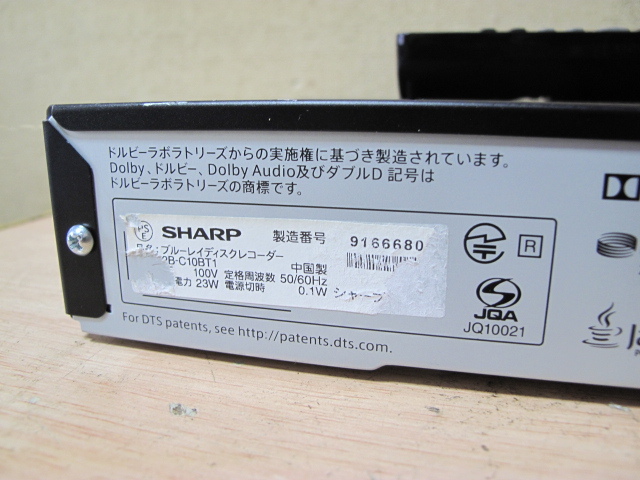 ドルビーラボラトリーズからの実施権に基づき製造されています。
Dolby、ドルビー、Dolby Audio及びダブルD 記号は
ドルビーラボラトリーズの商標です。
SHARP 製造番号 9166680
ブルーレイディスクレコーダー
B-C10BT1 中国製
100V 定格周波数 50/60Hz
電力 23W 電源切時 0.1W シャープ
R
JQA
JQ10021
For DTS patents, see http://patents.dts.com.